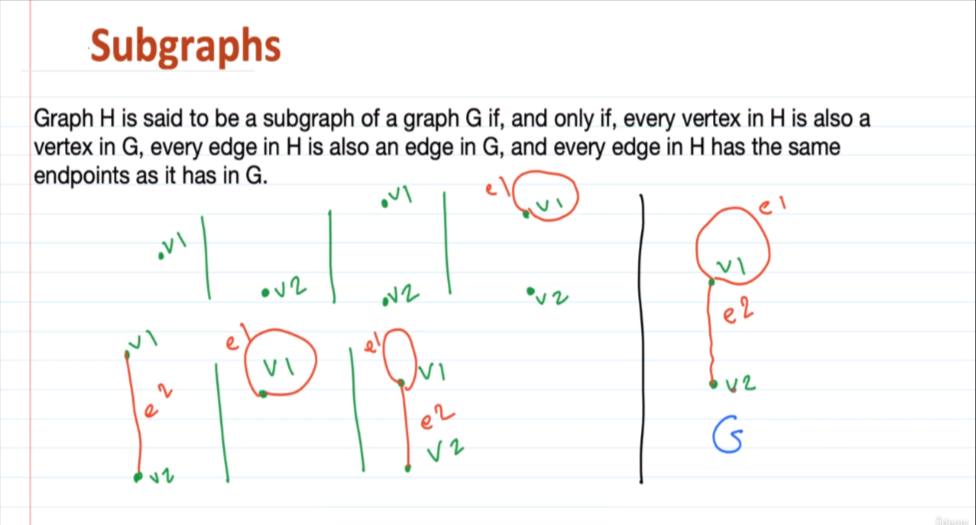 Subgraphs
Graph H is said to be a subgraph of a graph G if, and only if, every vertex in H is also a
vertex in G, every edge in H is also an edge in G, and every edge in H has the same
endpoints as it has in G.
v1
v2
v1
v2
e1
v1
v2
v1
e2
v2
e1
v1
e1
v1
e2
v2
e1
v1
e2
v2
G